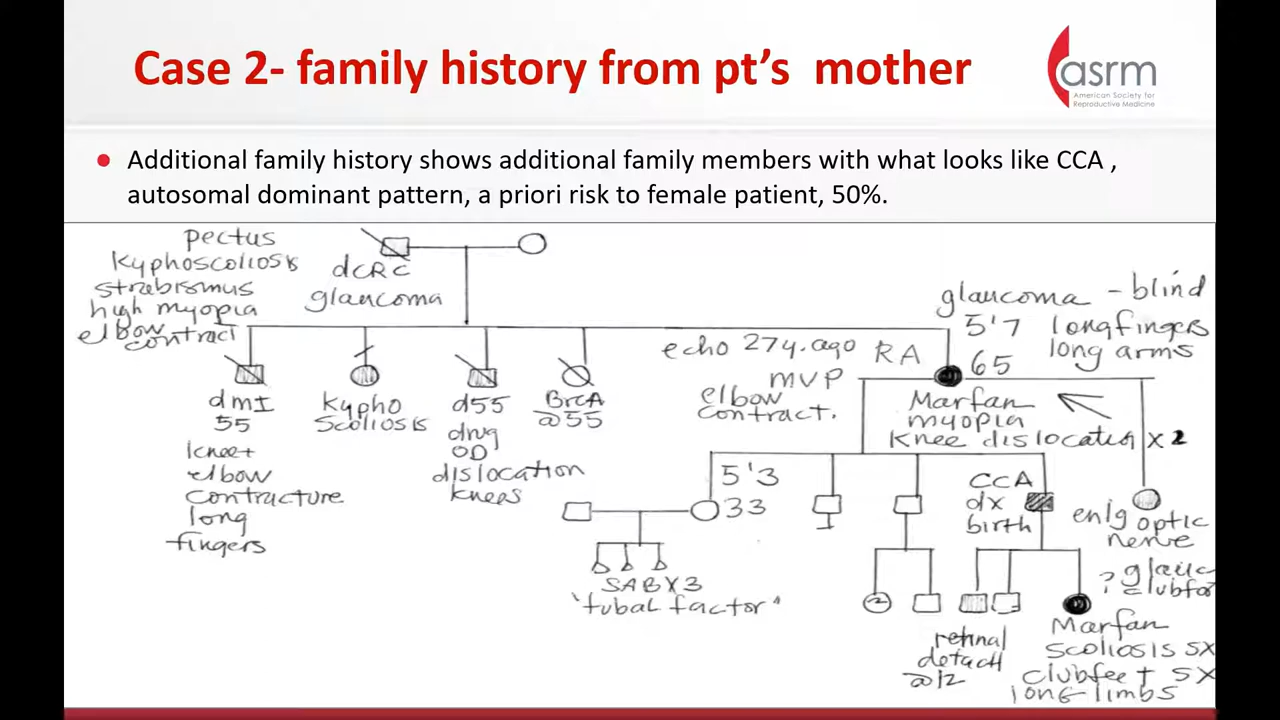 Case 2- family history from pt's mother
asrm
American Society for
Reproductive Medicine
Additional family history shows additional family members with what looks like CCA ,
autosomal dominant pattern, a priori risk to female patient, 50%.
pectus
kyphoscoliosis
strabismus
high myopia
elbow
contract
dCRC
glaucoma
dmI
55
knee+
elbow
contracture
long
fingers
kypho
scoliosis
d55
drug
OD
dislocation
knees
BrCA
@55
echo 27y.ago
MVP
elbow
contract.
RA
glaucoma - blind
5'7 long fingers
long arms
65
Marfan
myopia
knee dislocation x 2
5'3
33
SABX3
"tubal factor"
CCA
dx
birth
enlg optic
nerve
? glauc
clubfo
2
retinal
detach
@12
Marfan
scoliosis sx
clubfeet sx
long limbs